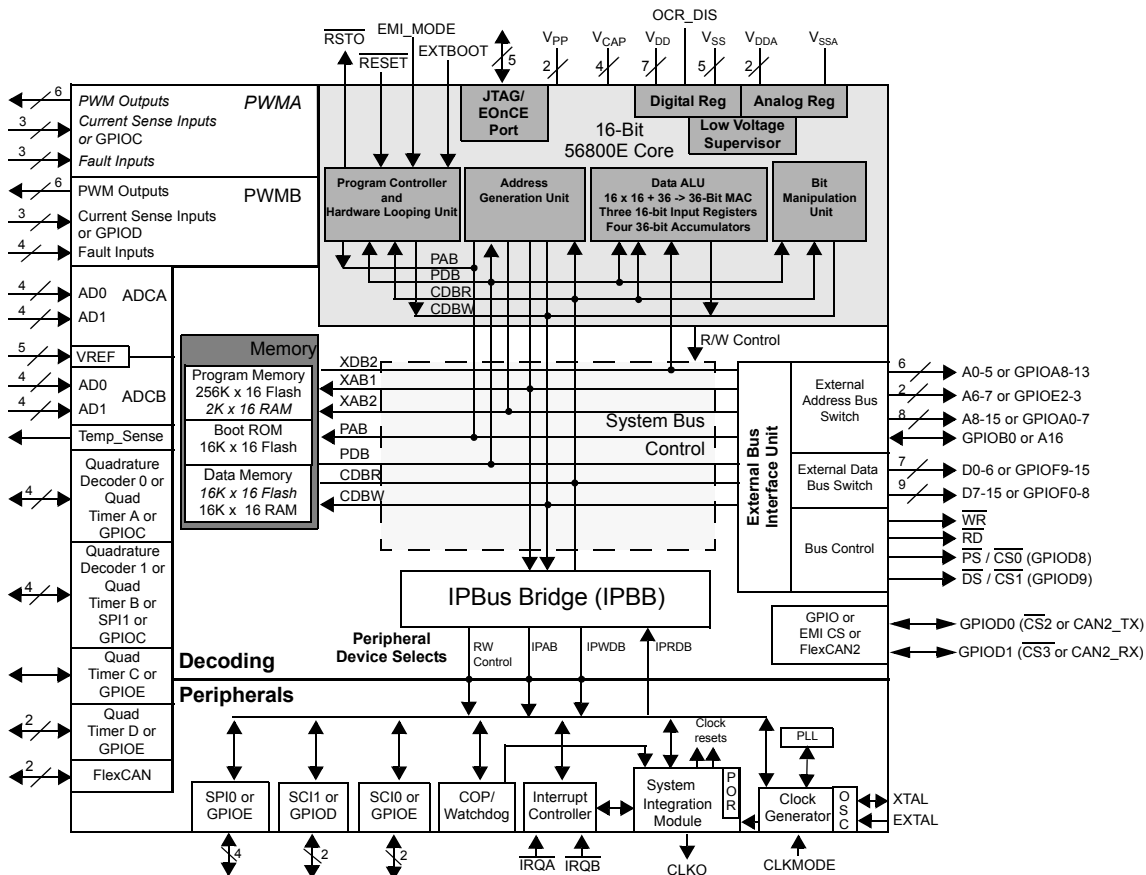 OCR_DIS
RSTO
EMI_MODE
RESET
EXTBOOT
5
VPP
2
VCAP
4
VDD
7
VSS
5
VDDA
2
VSSA
6
PWM Outputs
PWMA
3
Current Sense Inputs
or GPIOC
3
Fault Inputs
6
PWM Outputs
PWMB
3
Current Sense Inputs
or GPIOD
4
Fault Inputs
4
AD0
ADCA
4
AD1
5
VREF
4
AD0
ADCB
4
AD1
Temp_Sense
4
Quadrature
Decoder 0 or
Quad
Timer A or
GPIOC
4
Quadrature
Decoder 1 or
Quad
Timer B or
SPI1 or
GPIOC
Quad
Timer C or
GPIOE
2
Quad
Timer D or
GPIOE
2
FlexCAN
JTAG/
EOnCE
Port
Digital Reg
Analog Reg
Low Voltage
Supervisor
16-Bit
56800E Core
Program Controller
and
Hardware Looping Unit
Address
Generation Unit
Data ALU
16 x 16 + 36 -> 36-Bit MAC
Three 16-bit Input Registers
Four 36-bit Accumulators
Bit
Manipulation
Unit
PAB
PDB
CDBR
CDBW
R/W Control
Memory
Program Memory
256K x 16 Flash
2K x 16 RAM
Boot ROM
16K x 16 Flash
Data Memory
16K x 16 Flash
16K x 16 RAM
XDB2
XAB1
XAB2
PAB
PDB
CDBR
CDBW
System Bus
Control
External Bus
Interface Unit
External
Address Bus
Switch
External Data
Bus Switch
Bus Control
6
A0-5 or GPIOA8-13
2
A6-7 or GPIOE2-3
8
A8-15 or GPIOA0-7
GPIOB0 or A16
7
D0-6 or GPIOF9-15
9
D7-15 or GPIOF0-8
WR
RD
PS / CS0 (GPIOD8)
DS / CS1 (GPIOD9)
GPIO or
EMI CS or
FlexCAN2
GPIOD0 (CS2 or CAN2_TX)
GPIOD1 (CS3 or CAN2_RX)
IPBus Bridge (IPBB)
Peripheral
Device Selects
RW
Control
IPAB
IPWDB
IPRDB
Decoding
Peripherals
Clock
resets
PLL
SPI0 or
GPIOE
SCI1 or
GPIOD
SCI0 or
GPIOE
COP/
Watchdog
Interrupt
Controller
System
Integration
Module
POR
Clock
Generator
OSC
XTAL
EXTAL
4
2
2
IRQA
IRQB
CLKO
CLKMODE